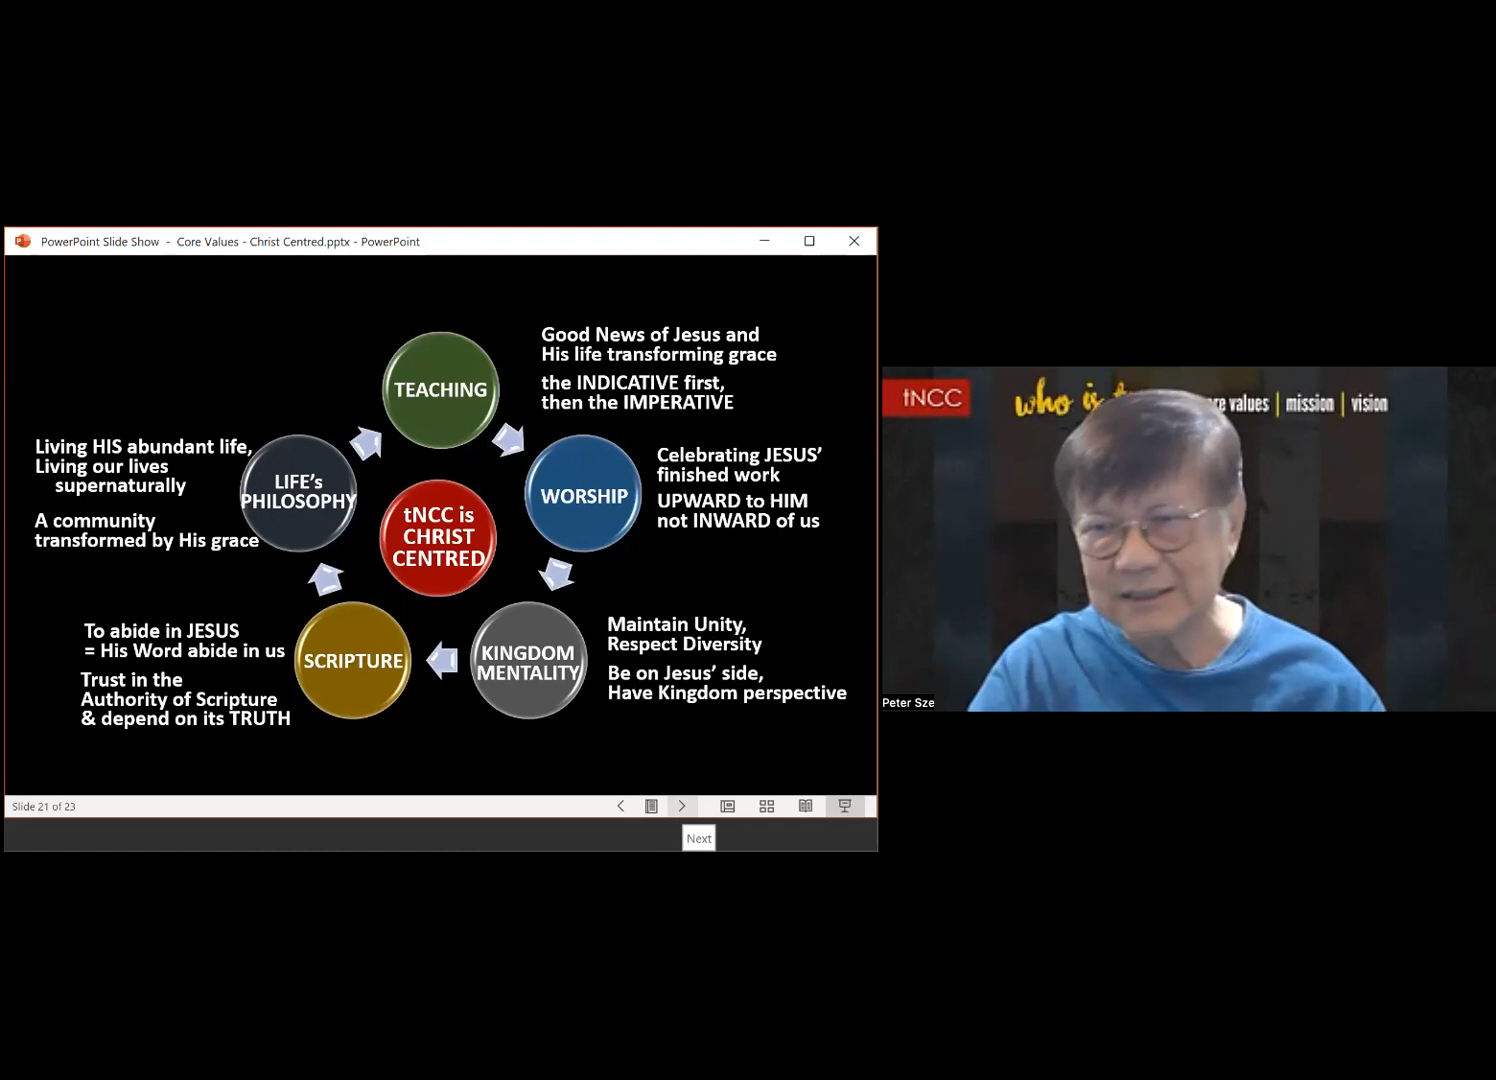 PowerPoint Slide Show - Core Values - Christ Centred.pptx - PowerPoint
TEACHING
Good News of Jesus and
His life transforming grace
the INDICATIVE first,
then the IMPERATIVE
WORSHIP
Celebrating JESUS’
finished work
UPWARD to HIM
not INWARD of us
KINGDOM
MENTALITY
Maintain Unity,
Respect Diversity
Be on Jesus’ side,
Have Kingdom perspective
SCRIPTURE
To abide in JESUS
= His Word abide in us
Trust in the
Authority of Scripture
& depend on its TRUTH
LIFE’s
PHILOSOPHY
Living HIS abundant life,
Living our lives
supernaturally
A community
transformed by His grace
tNCC is
CHRIST
CENTRED
Slide 21 of 23
Next
tNCC
who is values | mission | vision
Peter Sze